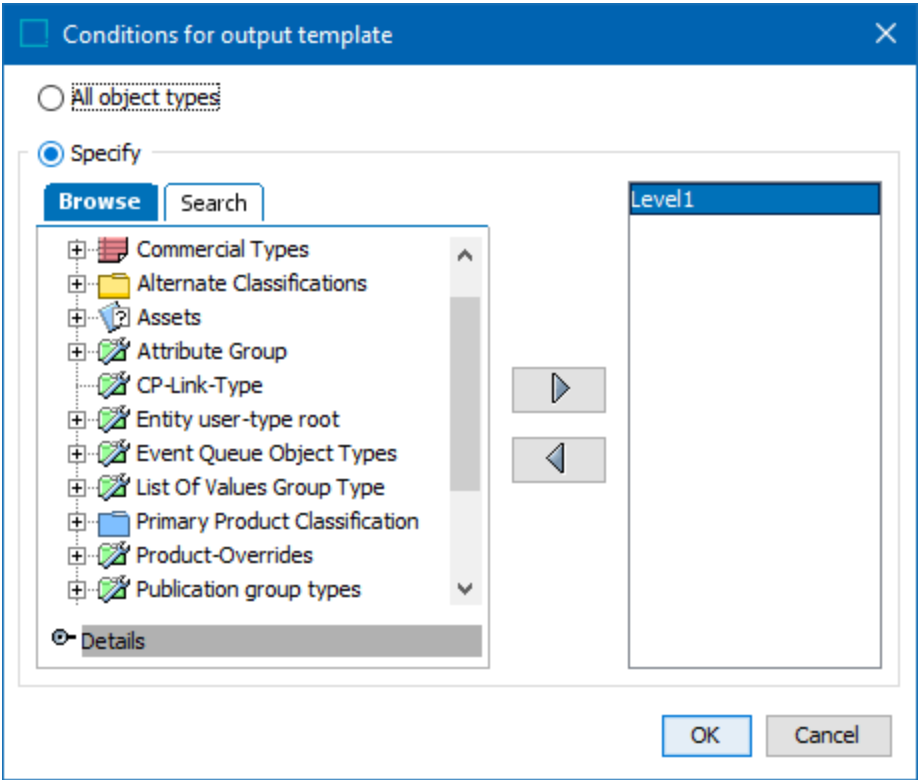 Conditions for output template
All object types
Specify
Browse
Search
Level1
Commercial Types
Alternate Classifications
Assets
Attribute Group
CP-Link-Type
Entity user-type root
Event Queue Object Types
List Of Values Group Type
Primary Product Classification
Product-Overrides
Publication group types
Details
OK
Cancel